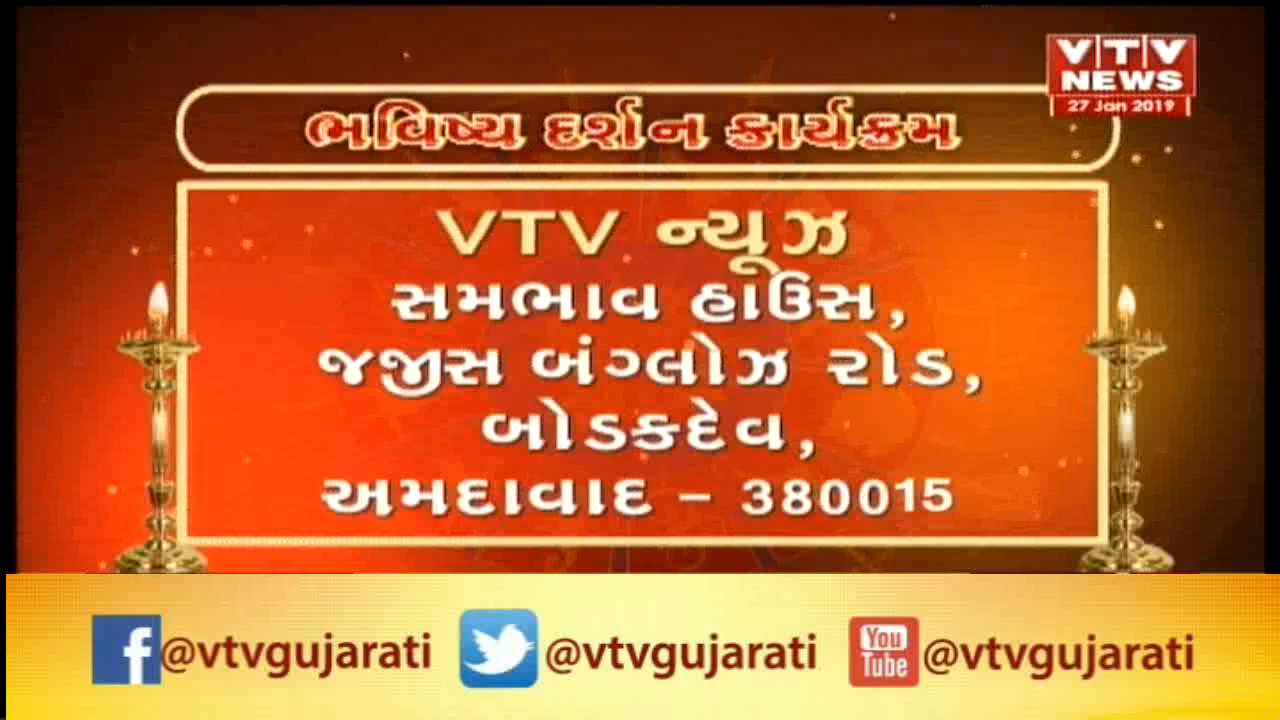 VTV
NEWS
27 Jan 2019
ભવિષ્ય દર્શન કાર્યક્રમ
VTV ન્યૂઝ
સમભાવ હાઉસ,
જજીસ બંગ્લોઝ રોડ,
બોડકદેવ,
અમદાવાદ – 380015
@vtvgujarati @vtvgujarati You Tube @vtvgujarati